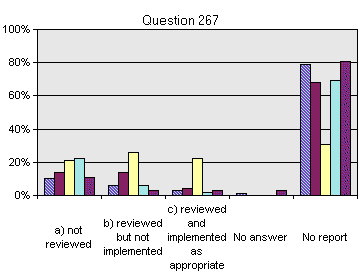 Question 267
100%
80%
60%
40%
20%
0%
a) not
reviewed
b) reviewed
but not
implemented
c) reviewed
and
implemented
as
appropriate
No answer
No report